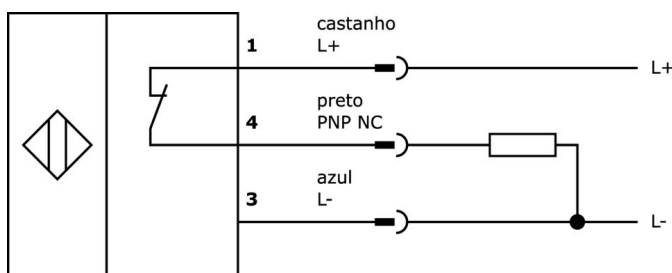 castanho
1 L+ L+
preto
4 PNP NC
azul
3 L- L-